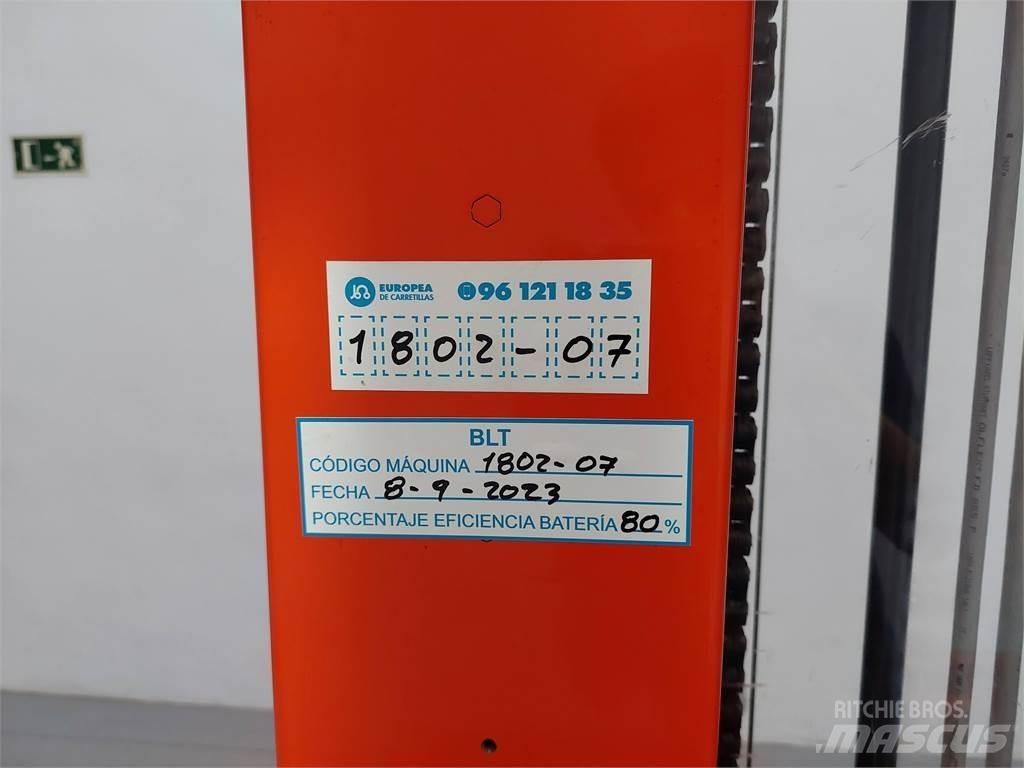 EUROPEA
DE CARRETILLAS
96 121 18 35
1802-07
BLT
CÓDIGO MÁQUINA 1802-07
FECHA 8-9-2023
PORCENTAJE EFICIENCIA BATERÍA 80 %
RITCHIE BROS.
MASCUS